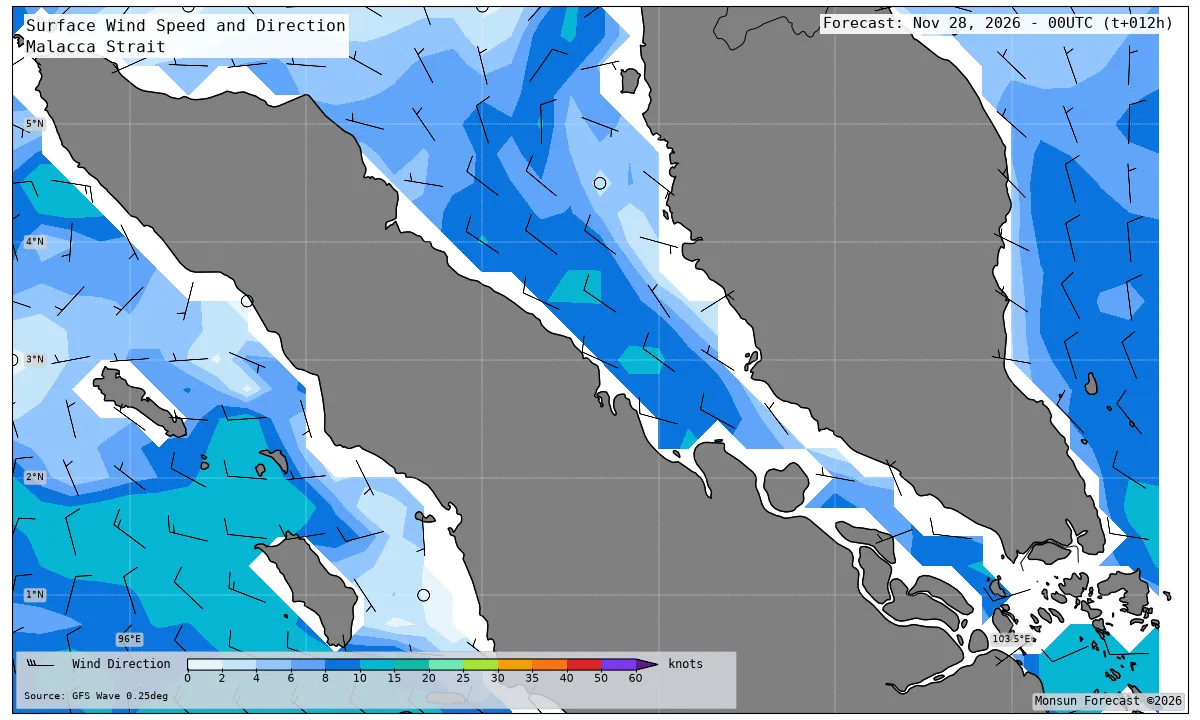 Surface Wind Speed and Direction
Malacca Strait
Forecast: Nov 28, 2026 - 00UTC (t+012h)
5°N
4°N
3°N
2°N
1°N
96°E
103.5°E
Wind Direction
knots
0 2 4 6 8 10 12 15 20 25 30 35 40 50 60
Source: GFS Wave 0.25deg
Monsun Forecast ©2026